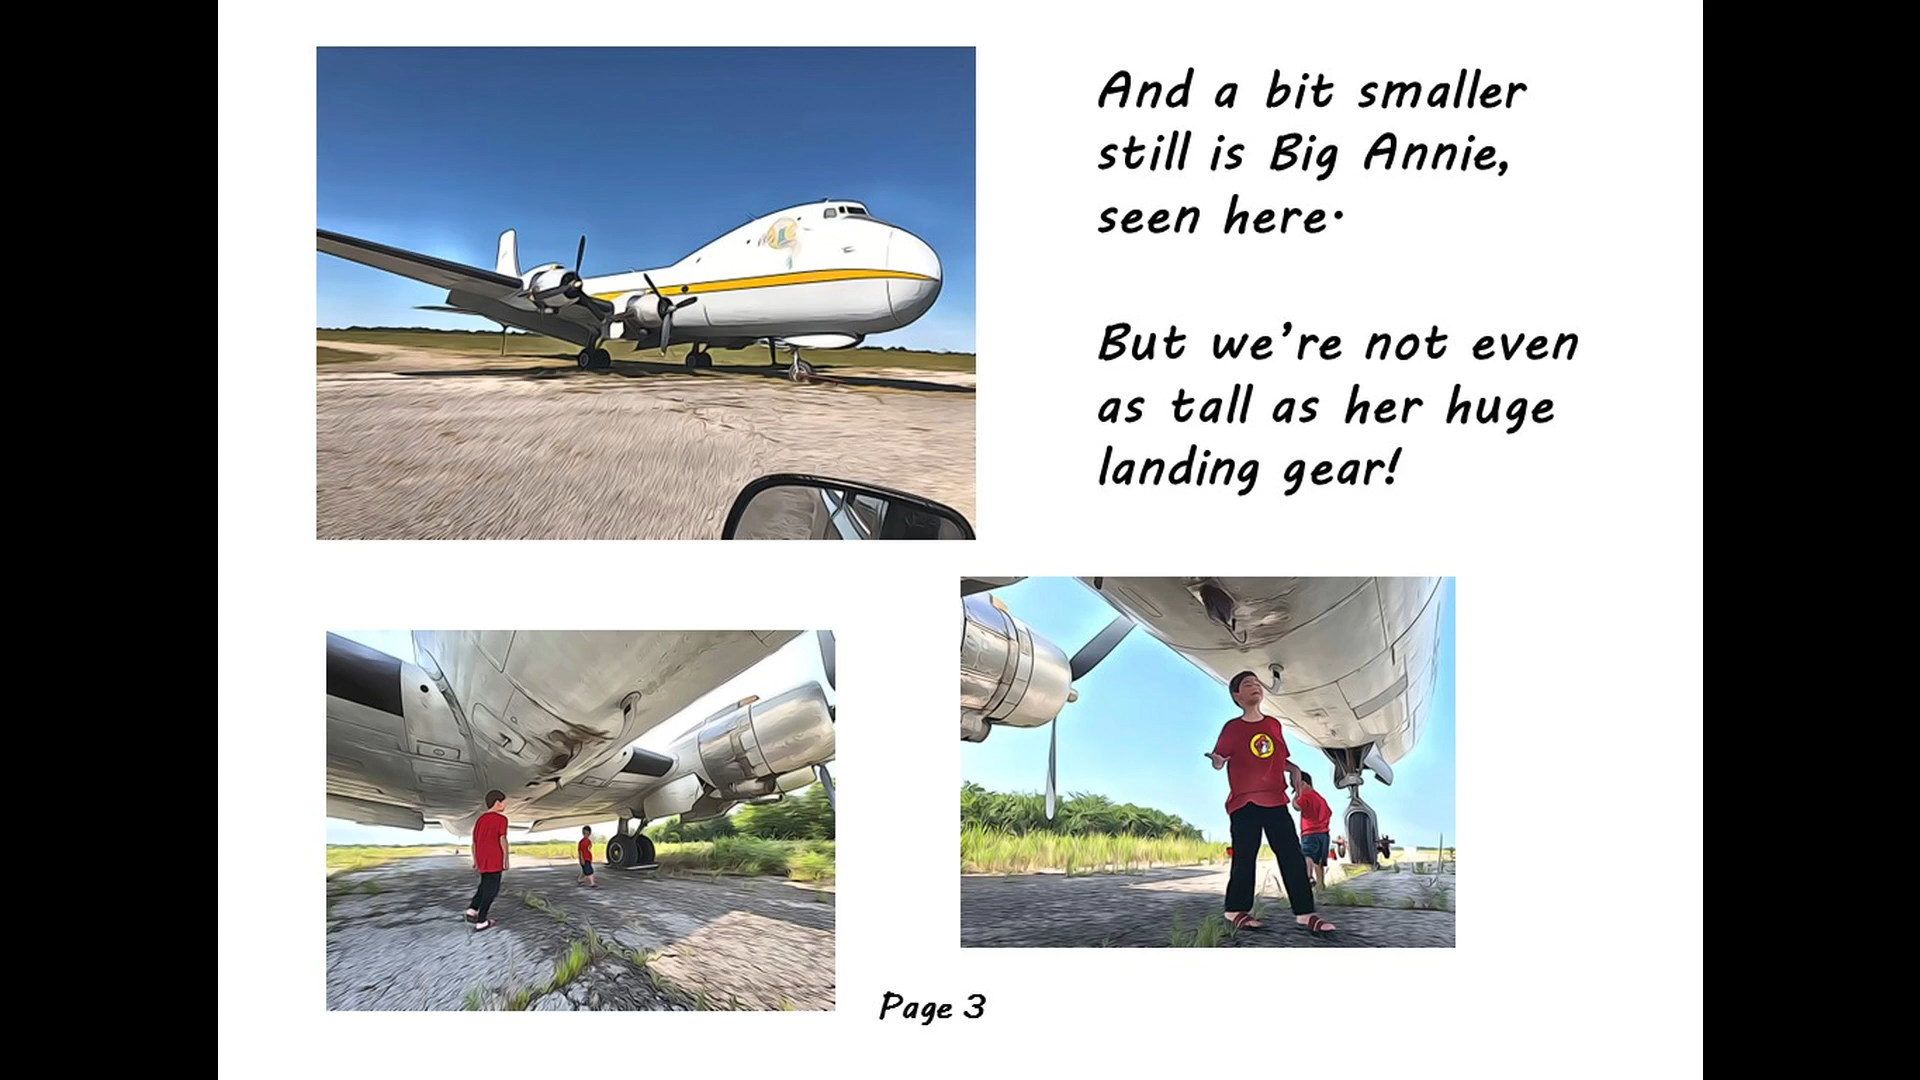 And a bit smaller
still is Big Annie,
seen here.
But we're not even
as tall as her huge
landing gear!
Page 3